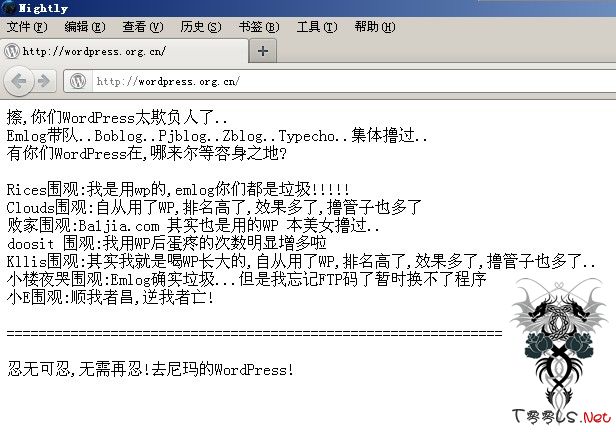 Nightly
文件(F) 编辑(E) 查看(V) 历史(S) 书签(B) 工具(T) 帮助(H)
http://wordpress.org.cn/
http://wordpress.org.cn/
擦,你们WordPress太欺负人了..
Emlog带队..Boblog..Pjblog..Zblog..Typecho..集体撸过..
有你们WordPress在,哪来尔等容身之地?
Rices围观:我是用wp的,emlog你们都是垃圾!!!!!
Clouds围观:自从用了WP,排名高了,效果多了,撸管子也多了
败家围观:Ba1jia.com 其实也是用的WP 本美女撸过..
doosit 围观:我用WP后蛋疼的次数明显增多啦
Kllis围观:其实我就是喝WP长大的,自从用了WP,排名高了,效果多了,撸管子也多了..
小楼夜哭围观:Emlog确实垃圾...但是我忘记FTP码了暂时换不了程序
小E围观:顺我者昌,逆我者亡!
==============================================================
忍无可忍,无需再忍!去尼玛的WordPress!